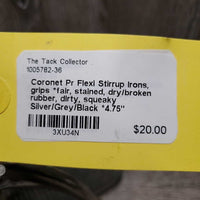 The Tack Collector
1005782-36
Coronet Pr Flexi Stirrup Irons,
grips *fair, stained, dry/broken
rubber, dirty, squeaky
Silver/Grey/Black *4.75"
3XU34N
$20.00